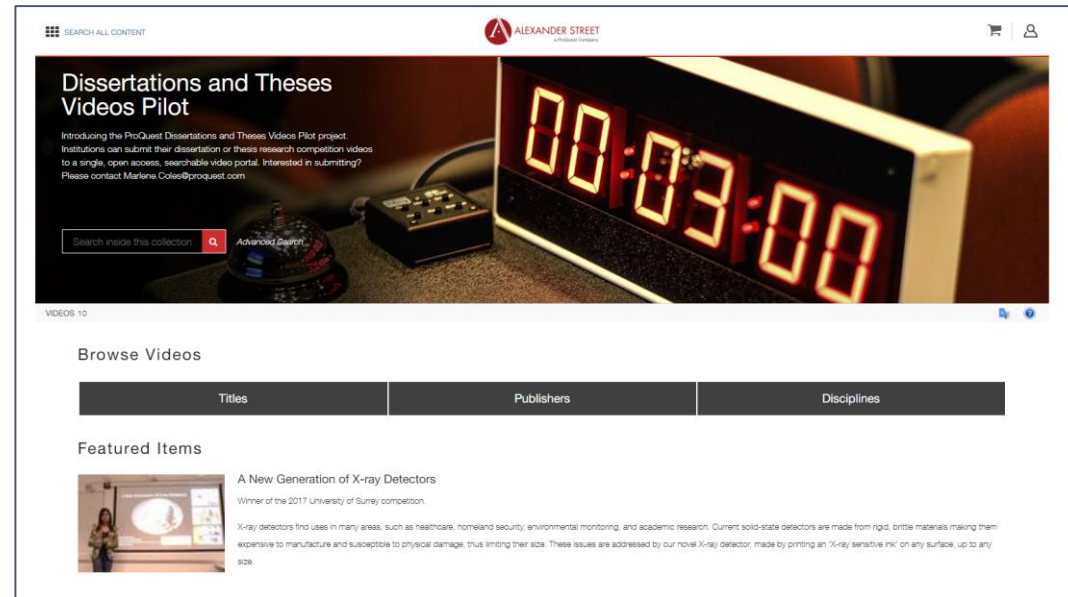 SEARCH ALL CONTENT
ALEXANDER STREET
a ProQuest Company
Dissertations and Theses
Videos Pilot
Introducing the ProQuest Dissertations and Theses Videos Pilot project.
Institutions can submit their dissertation or thesis research competition videos
to a single, open access, searchable video portal. Interested in submitting?
Please contact Marlene.Coles@proquest.com
Search inside this collection
Advanced Search
00:03:00
VIDEOS 10
Browse Videos
Titles
Publishers
Disciplines
Featured Items
A New Generation of X-ray Detectors
Winner of the 2017 University of Surrey competition.
X-ray detectors find uses in many areas, such as healthcare, homeland security, environmental monitoring, and academic research. Current solid-state detectors are made from rigid, brittle materials making them
expensive to manufacture and susceptible to physical damage, thus limiting their size. These issues are addressed by our novel X-ray detector, made by printing an 'X-ray sensitive ink' on any surface, up to any
size.